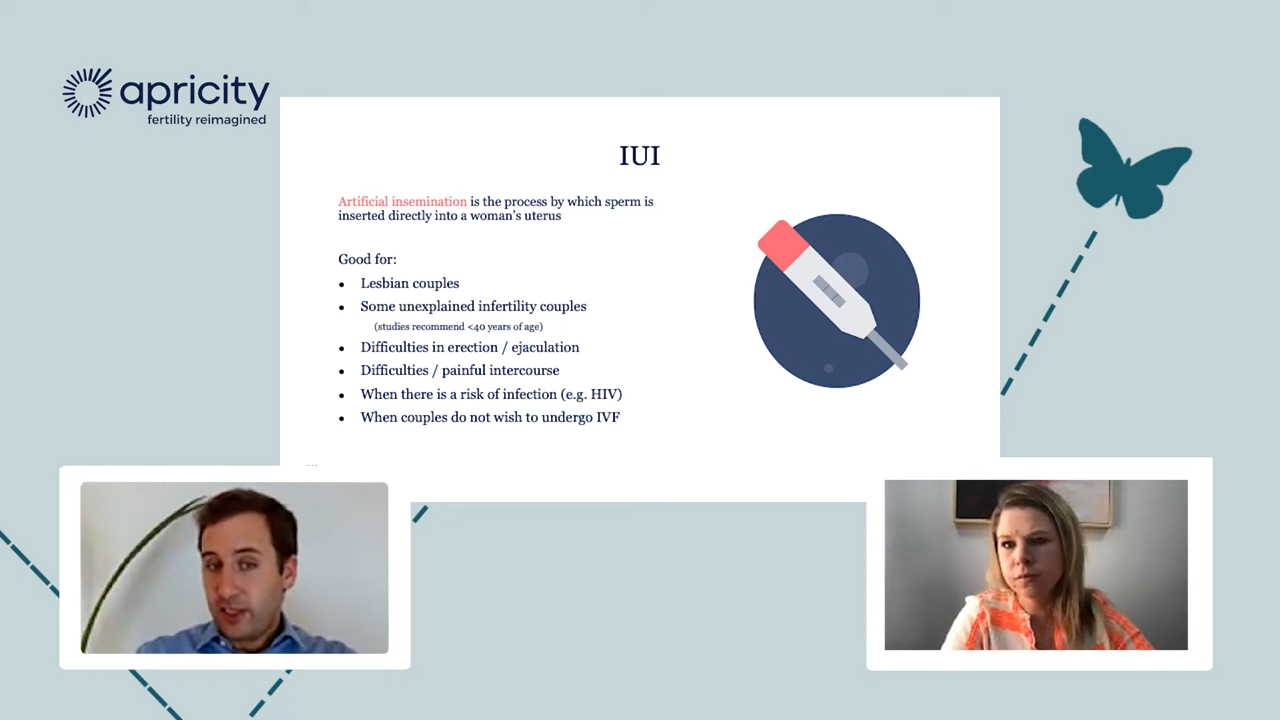 apricity
fertility reimagined
IUI
Artificial insemination is the process by which sperm is
inserted directly into a woman's uterus
Good for:
• Lesbian couples
• Some unexplained infertility couples
(studies recommend <40 years of age)
• Difficulties in erection / ejaculation
• Difficulties / painful intercourse
• When there is a risk of infection (e.g. HIV)
• When couples do not wish to undergo IVF